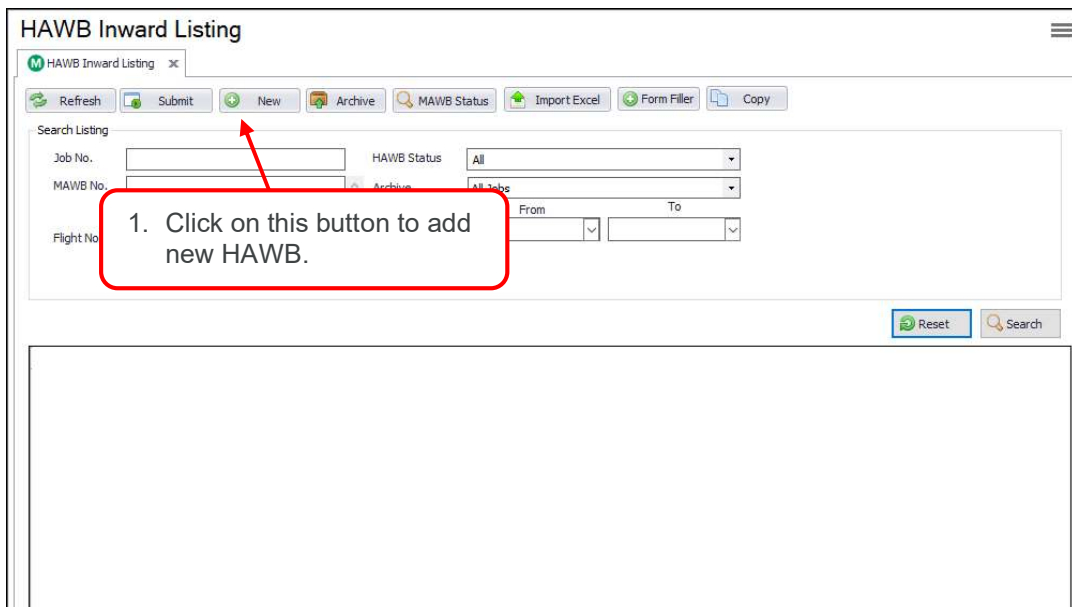 HAWB Inward Listing
M HAWB Inward Listing x
Refresh Submit New Archive MAWB Status Import Excel Form Filler Copy
Search Listing
Job No. HAWB Status All
MAWB No. Archive All Jobs
From To
Flight No
1. Click on this button to add
new HAWB.
Reset Search